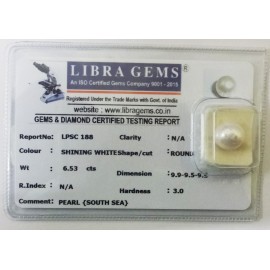 LIBRA GEMS
An ISO Certified Gems Company 9001 - 2015
Registered Under the Trade Marks with Govt. of India
website : www.libragems.co.in
GEMS & DIAMOND CERTIFIED TESTING REPORT
ReportNo: LPSC 188 Clarity : N/A
Colour : SHINING WHITE Shape/cut : ROUND
Wt : 6.53 cts Dimension : 9.9-9.5-9.5
R.Index : N/A Hardness : 3.0
Comment: PEARL {SOUTH SEA}